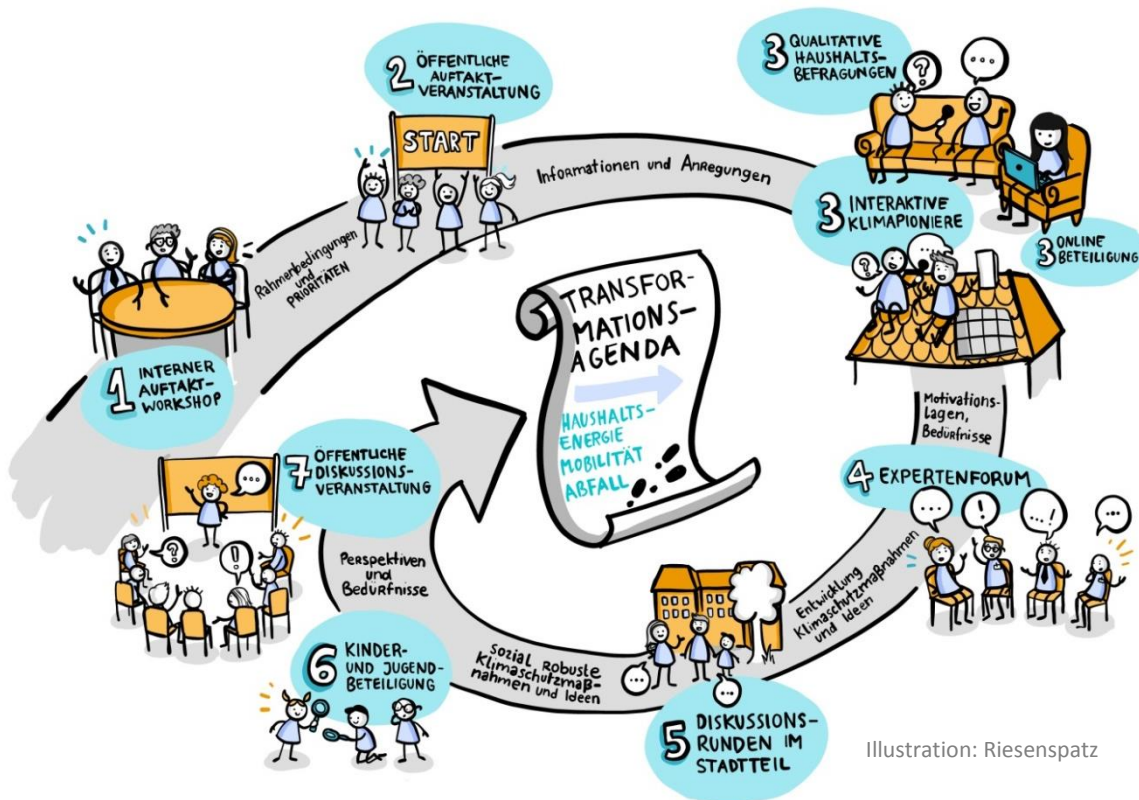 1 INTERNER
AUFTAKT-
WORKSHOP
Rahmenbedingungen
und
PRIORITÄTEN
2 ÖFFENTLICHE
AUFTAKT-
VERANSTALTUNG
START
Informationen und Anregungen
3 QUALITATIVE
HAUSHALTS-
BEFRAGUNGEN
?
...
3 INTERAKTIVE
KLIMAPIONIERE
3 ONLINE
BETEILIGUNG
?
...
Motivations-
lagen,
Bedürfnisse
4 EXPERTENFORUM
...
!
...!
...
Entwicklung
Klimaschutzmaßnahmen
und Ideen
5 DISKUSSIONS-
RUNDEN IM
STADTTEIL
...
...
Sozial Robuste
Klimaschutzmaß-
nahmen und Ideen
6 KINDER-
UND JUGEND-
BETEILIGUNG
Perspektiven
und
Bedürfnisse
7 ÖFFENTLICHE
DISKUSSIONS-
VERANSTALTUNG
...
?
!
TRANSFOR-
MATIONS-
AGENDA
HAUSHALTS-
ENERGIE
MOBILITÄT
ABFALL
Illustration: Riesenspatz